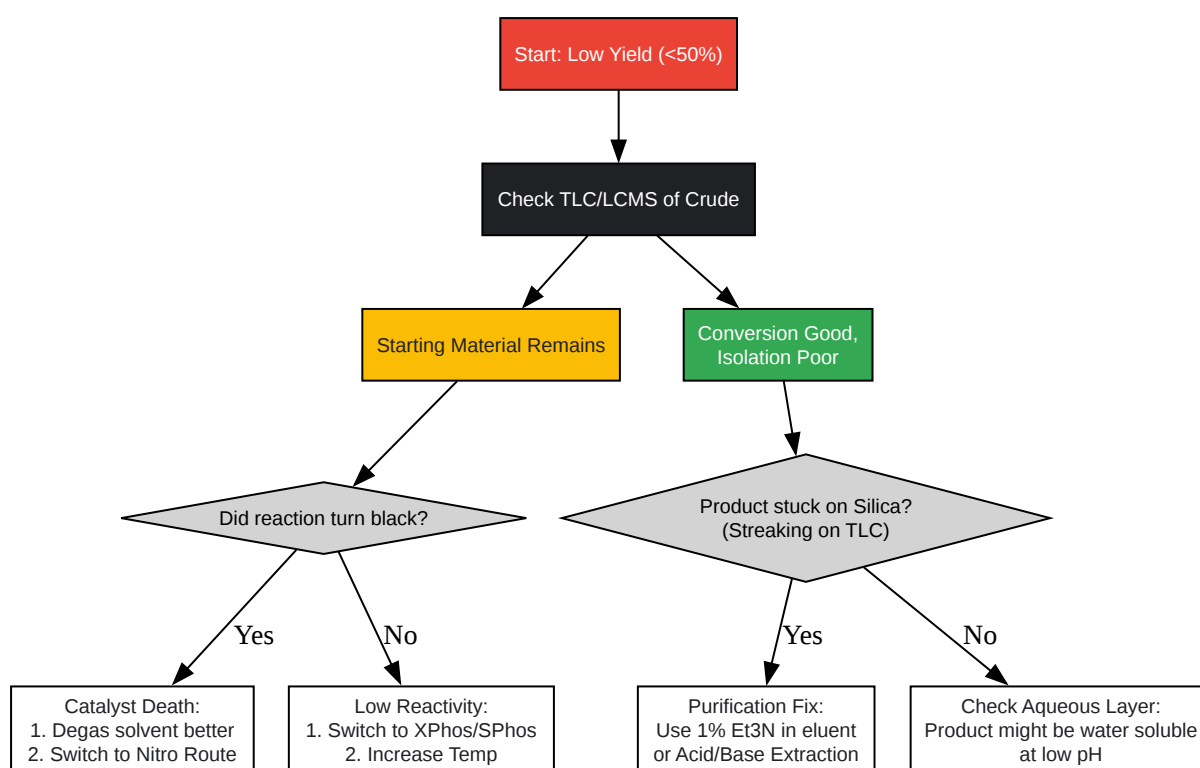 Start: Low Yield (<50%)
Check TLC/LCMS of Crude
Starting Material Remains
Conversion Good,
Isolation Poor
Did reaction turn black?
Product stuck on Silica?
(Streaking on TLC)
Yes
No
Yes
No
Catalyst Death:
1. Degas solvent better
2. Switch to Nitro Route
Low Reactivity:
1. Switch to XPhos/SPhos
2. Increase Temp
Purification Fix:
Use 1% Et3N in eluent
or Acid/Base Extraction
Check Aqueous Layer:
Product might be water soluble
at low pH